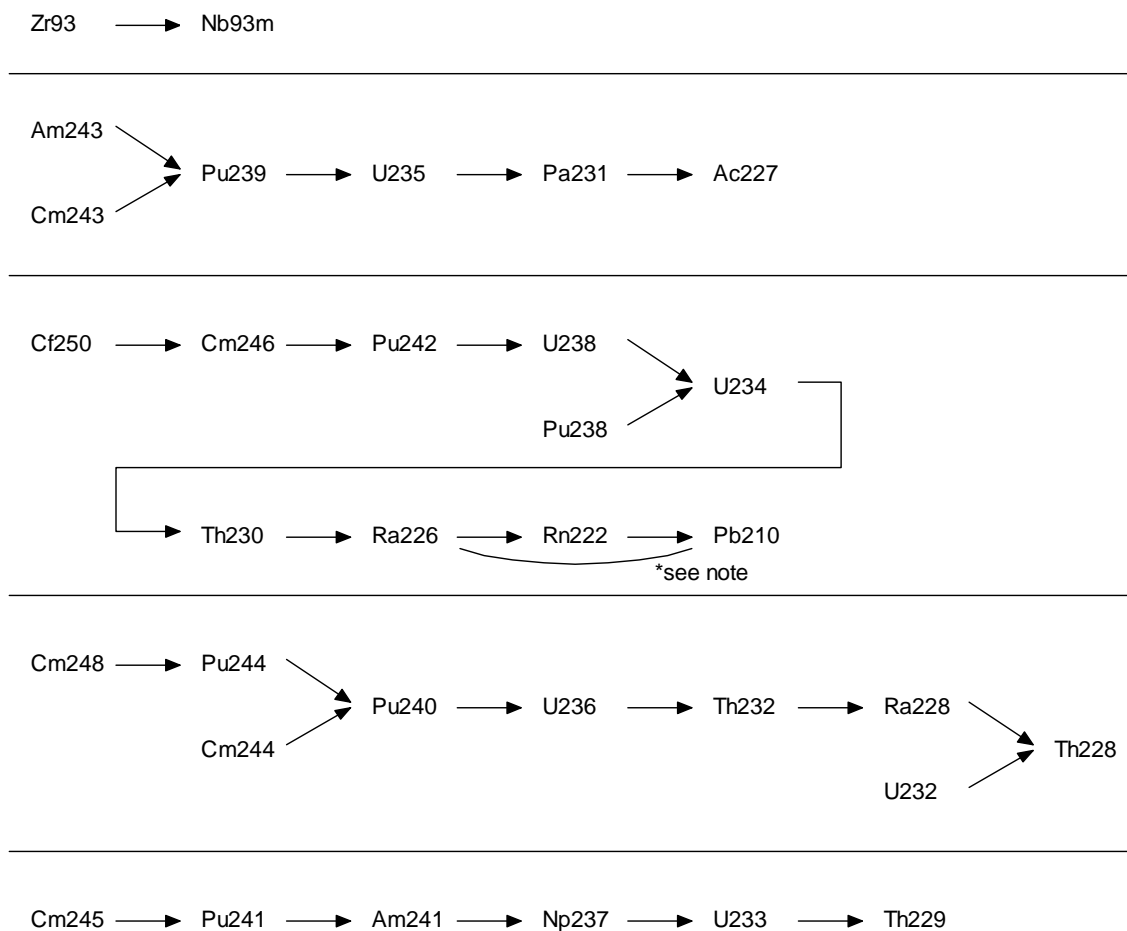 Zr93 Nb93m
Am243
Pu239 U235 Pa231 Ac227
Cm243
Cf250 Cm246 Pu242 U238
U234
Pu238
Th230 Ra226 Rn222 Pb210
*see note
Cm248 Pu244
Pu240 U236 Th232 Ra228
Cm244 Th228
U232
Cm245 Pu241 Am241 Np237 U233 Th229